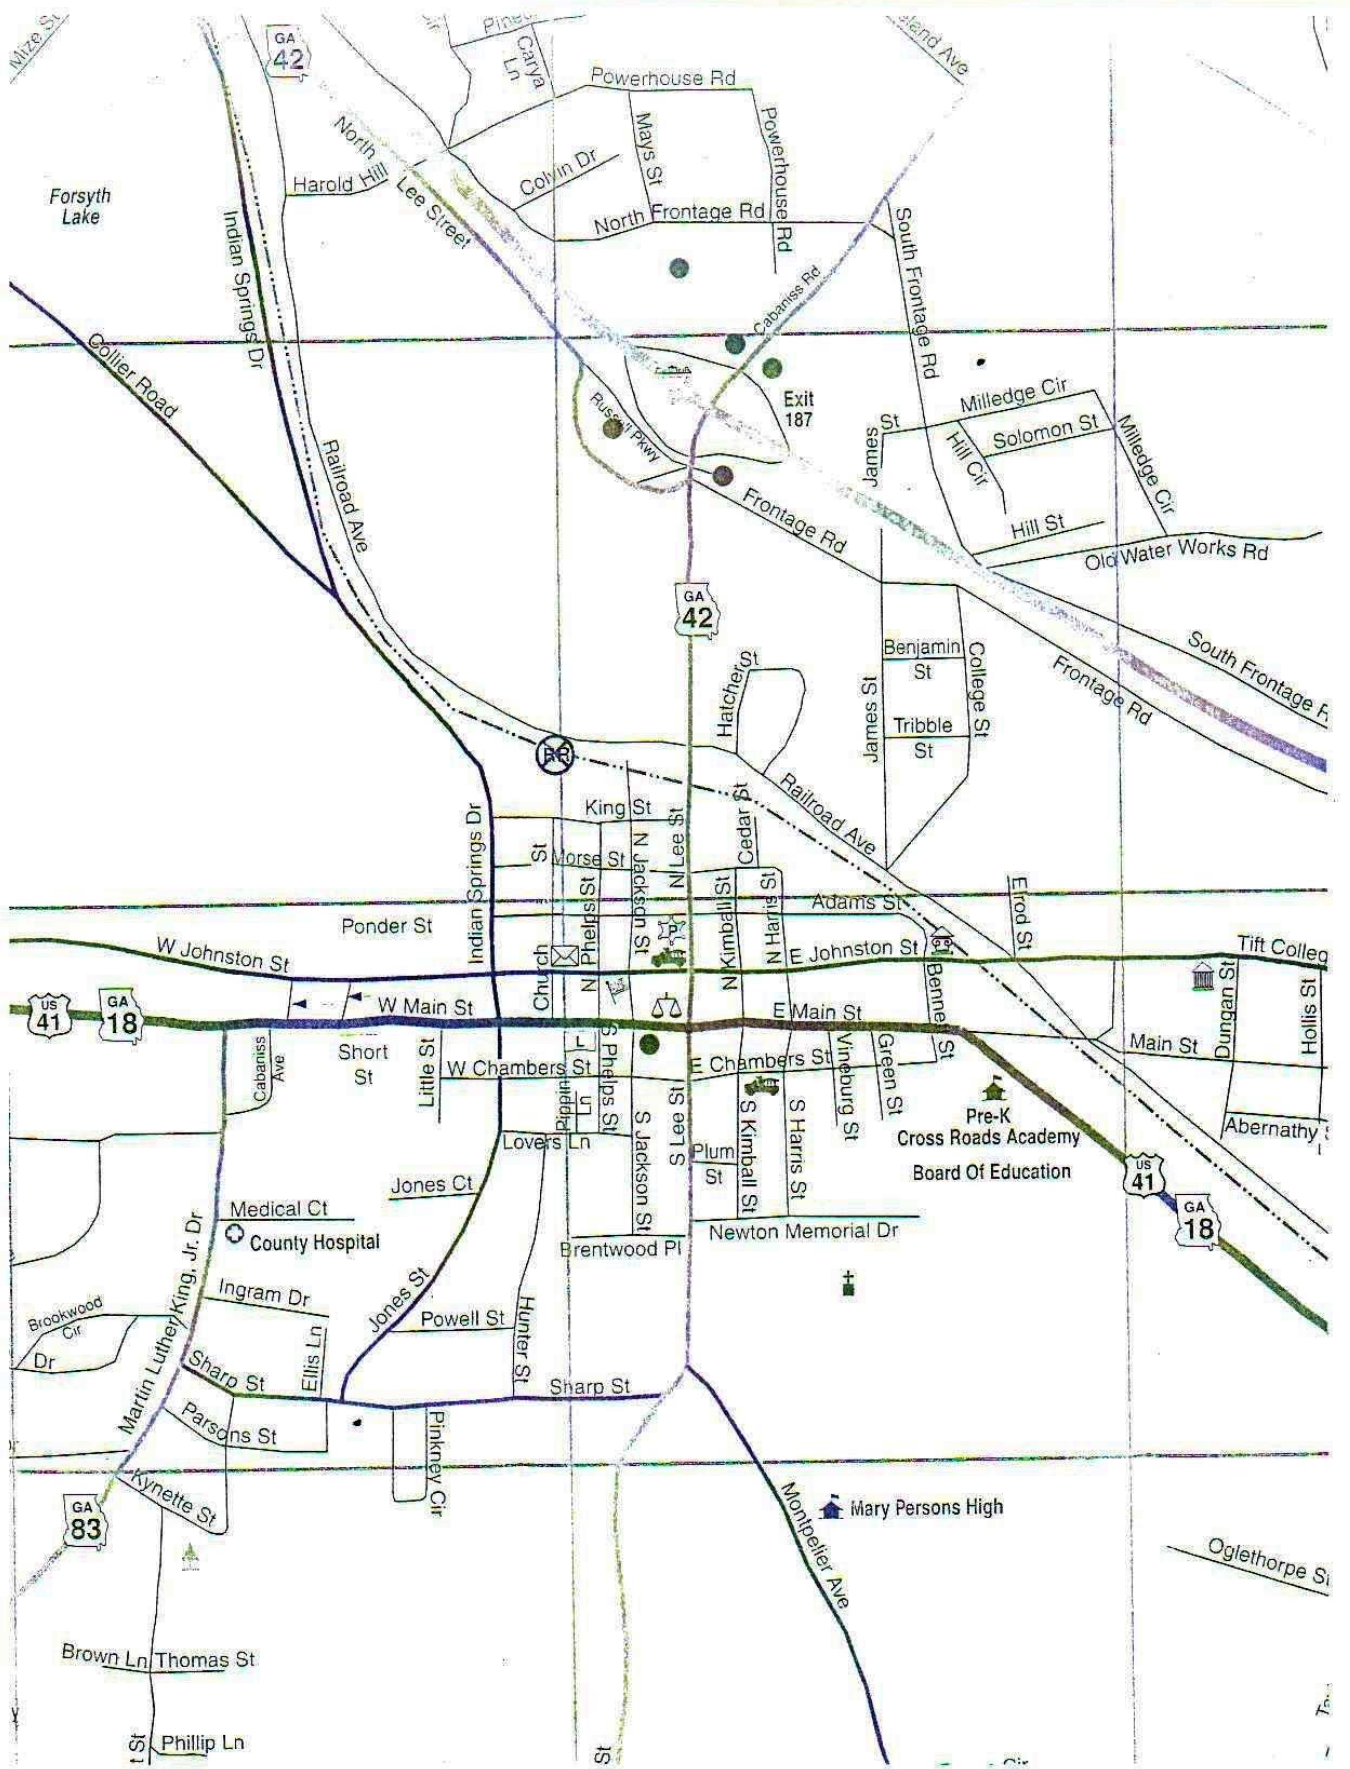 Mize St
GA
42
Carya
Ln
Powerhouse Rd
North
Lee Street
Harold Hill
Colvin Dr
Mays St
Powerhouse Rd
North Frontage Rd
Forsyth
Lake
Indian Springs Dr
South Frontage Rd
Cabaniss Rd
Collier Road
Exit
187
Russell Pkwy
Milledge Cir
Solomon St
Hill Cir
Milledge Cir
James St
Railroad Ave
Frontage Rd
Hill St
Old Water Works Rd
GA
42
Benjamin
St
College St
South Frontage R
Frontage Rd
Hatcher St
James St
Tribble
St
RR
King St
Cedar St
Railroad Ave
Indian Springs Dr
St
Morse St
N Jackson St
N Lee St
N Phelps St
N Kimball St
N Harris St
Adams St
Elrod St
Ponder St
P
W Johnston St
E Johnston St
Tift Colleg
Church
US
41
GA
18
W Main St
E Main St
Main St
Dungan St
Hollis St
Cabaniss
Ave
Short
St
Little St
W Chambers St
L
S Phelps St
E Chambers St
Vineburg St
Green St
Pippin
Ln
S Jackson St
S Lee St
S Kimball St
S Harris St
Plum
St
Pre-K
Cross Roads Academy
Board Of Education
Abernathy
Lovers Ln
US
41
GA
18
Jones Ct
Medical Ct
County Hospital
Newton Memorial Dr
Brentwood Pl
Martin Luther King, Jr. Dr
Ingram Dr
Jones St
Powell St
Hunter St
Brookwood
Cir
Dr
Ellis Ln
Sharp St
Sharp St
Parsons St
Pinkney Cir
Kynette St
GA
83
Montpelier Ave
Mary Persons High
Oglethorpe St
Brown Ln
Thomas St
t St
Phillip Ln
St
Cir